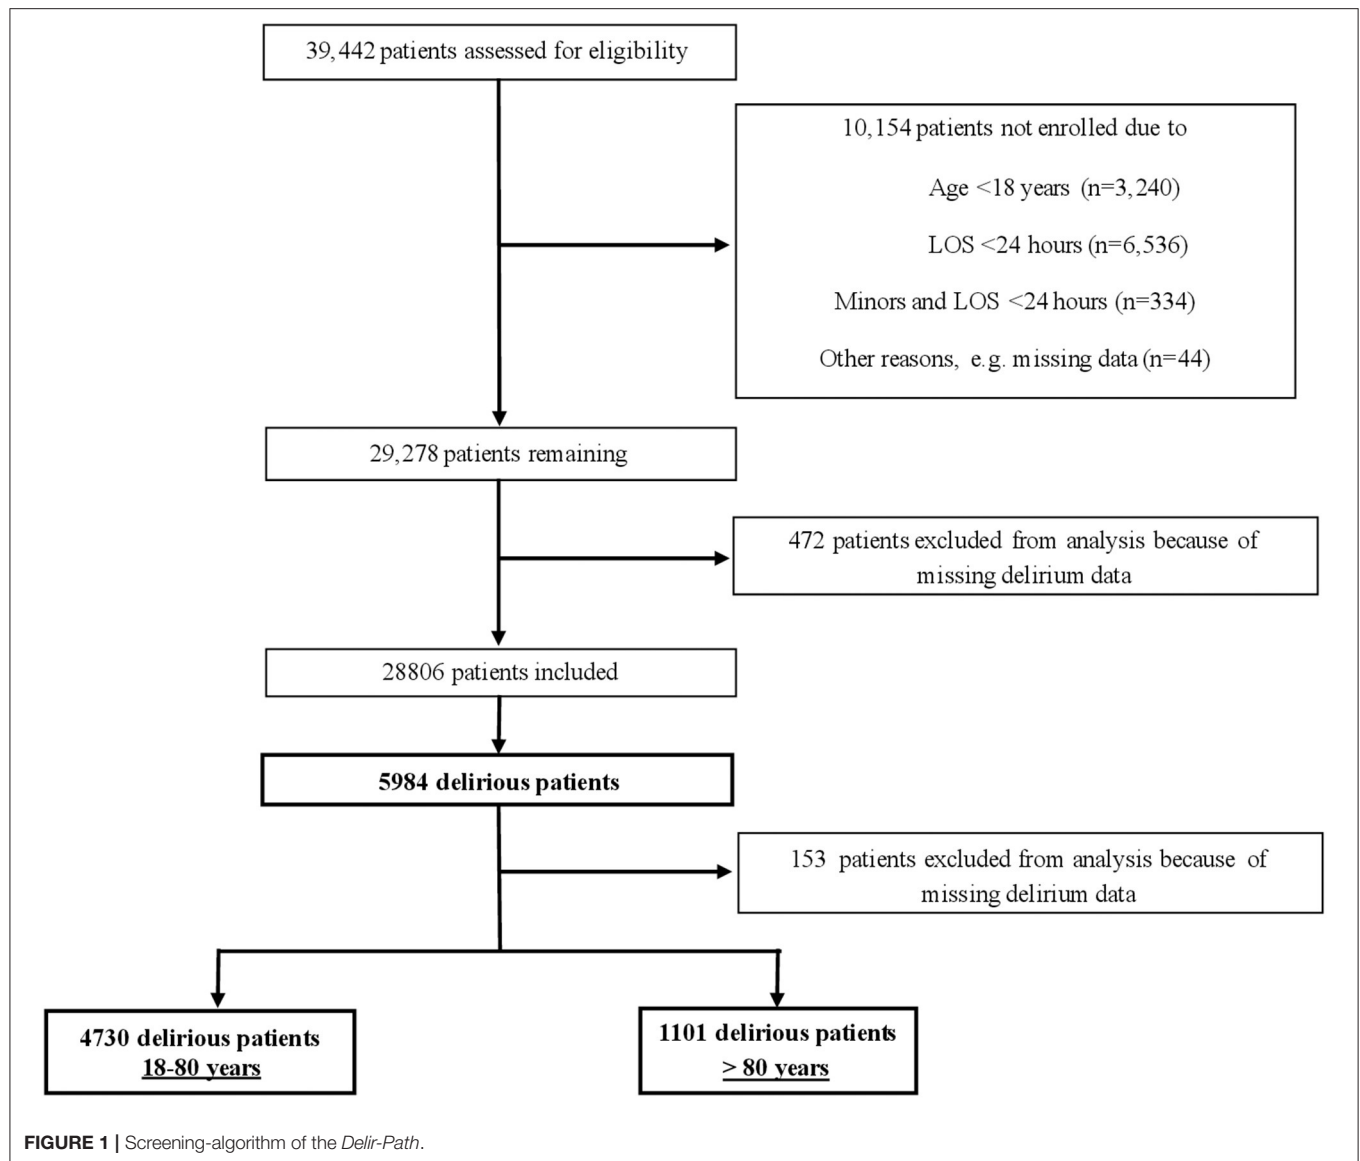 39,442 patients assessed for eligibility
10,154 patients not enrolled due to
Age <18 years (n=3,240)
LOS <24 hours (n=6,536)
Minors and LOS <24 hours (n=334)
Other reasons, e.g. missing data (n=44)
29,278 patients remaining
472 patients excluded from analysis because of
missing delirium data
28806 patients included
5984 delirious patients
153 patients excluded from analysis because of
missing delirium data
4730 delirious patients
18-80 years
1101 delirious patients
> 80 years
FIGURE 1 | Screening-algorithm of the Delir-Path.